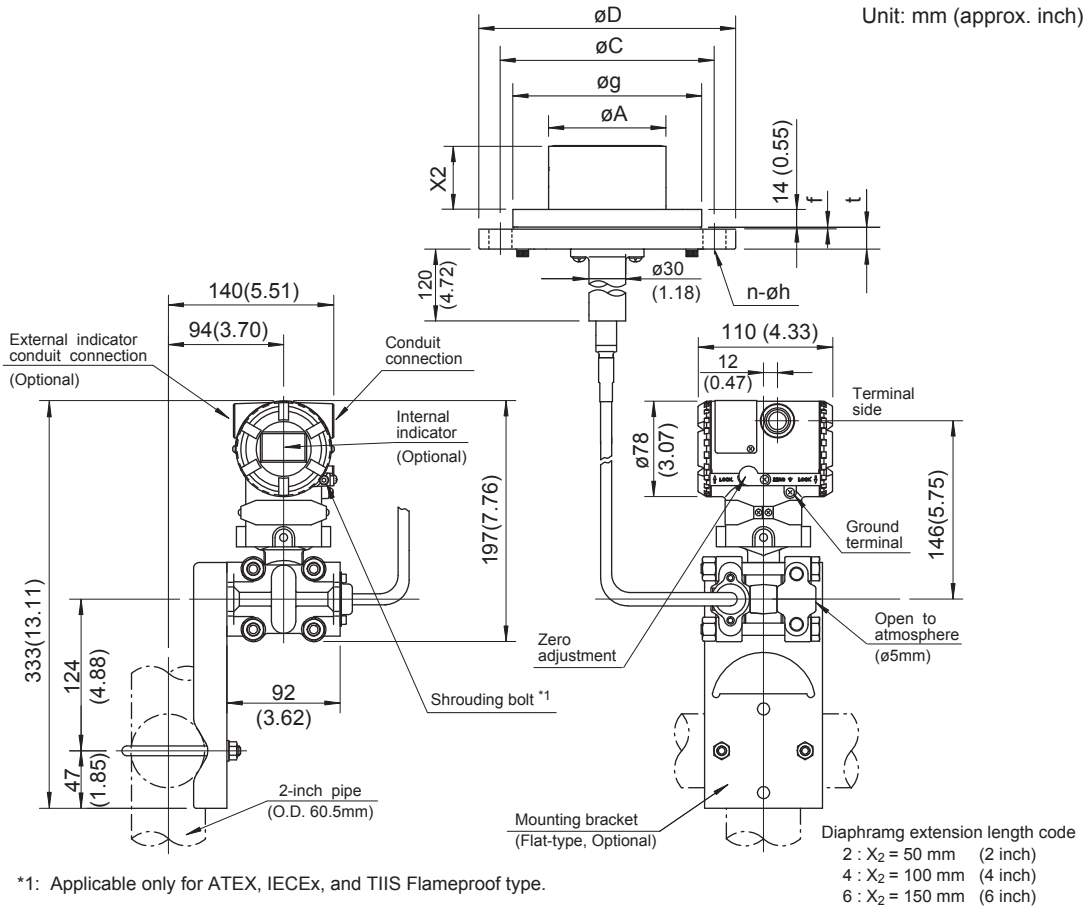 Unit: mm (approx. inch)
øD
øC
øg
øA
X2
14 (0.55)
f
t
120
(4.72)
ø30
(1.18)
n-øh
140(5.51)
94(3.70)
External indicator
conduit connection
(Optional)
Conduit
connection
Internal
indicator
(Optional)
110 (4.33)
12
(0.47)
Terminal
side
ø78
(3.07)
LOCK
ZERO
LOCK
Ground
terminal
146(5.75)
197(7.76)
333(13.11)
124
(4.88)
47
(1.85)
92
(3.62)
Shrouding bolt *1
Zero
adjustment
Open to
atmosphere
(ø5mm)
2-inch pipe
(O.D. 60.5mm)
Mounting bracket
(Flat-type, Optional)
Diaphramg extension length code
2 : X2 = 50 mm (2 inch)
4 : X2 = 100 mm (4 inch)
6 : X2 = 150 mm (6 inch)
*1: Applicable only for ATEX, IECEx, and TIIS Flameproof type.